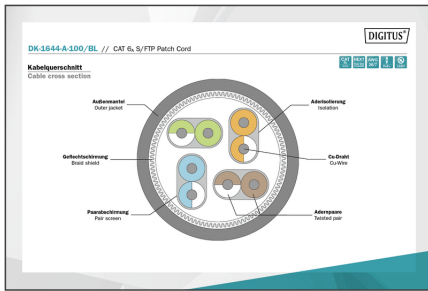 DIGITUS®
DK-1644-A-100/BL // CAT 6A S/FTP Patch Cord
Kabelquerschnitt
Cable cross section
Außenmantel
Outer jacket
Aderisolierung
Isolation
Geflechtschirmung
Braid shield
Cu-Draht
Cu-Wire
Paarabschirmung
Pair screen
Adernpaare
Twisted pair